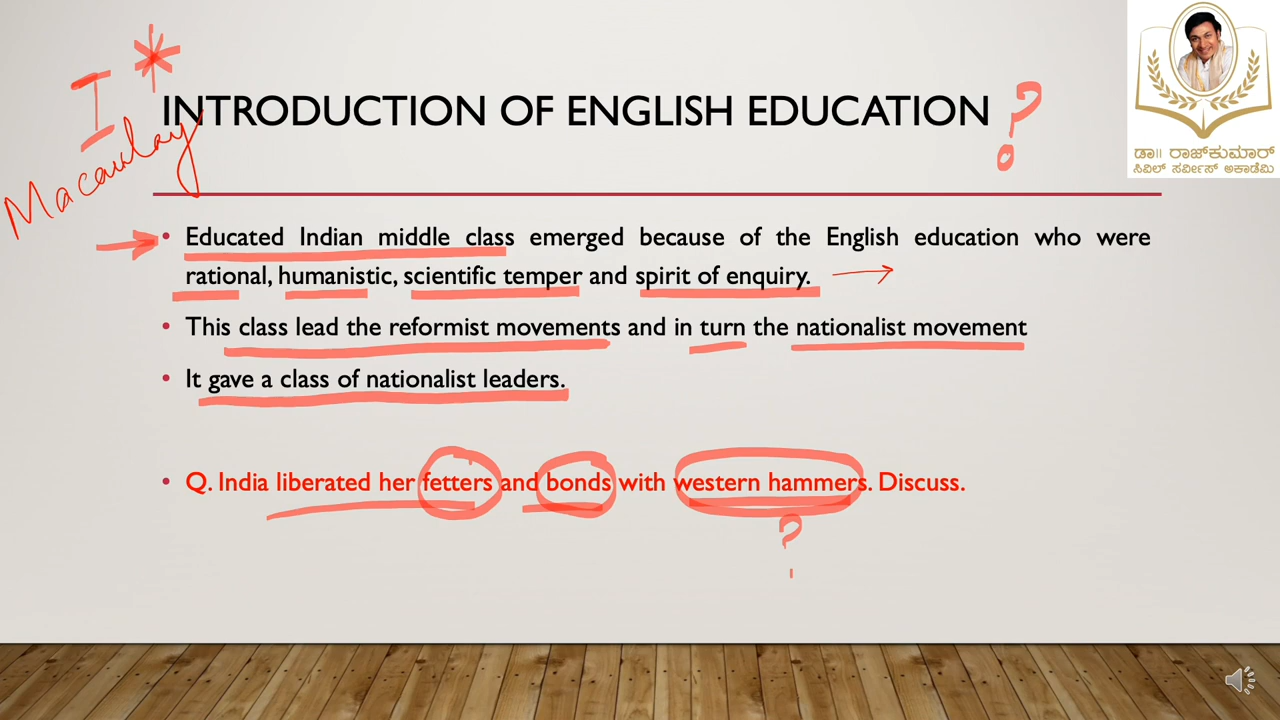 I *
INTRODUCTION OF ENGLISH EDUCATION ?
Macaulay
ಡಾ॥ ರಾಜ್‌ಕುಮಾರ್
ಸಿವಿಲ್ ಸರ್ವೀಸ್ ಅಕಾಡೆಮಿ
• Educated Indian middle class emerged because of the English education who were
rational, humanistic, scientific temper and spirit of enquiry. →
• This class lead the reformist movements and in turn the nationalist movement
• It gave a class of nationalist leaders.
• Q. India liberated her fetters and bonds with western hammers. Discuss.
?